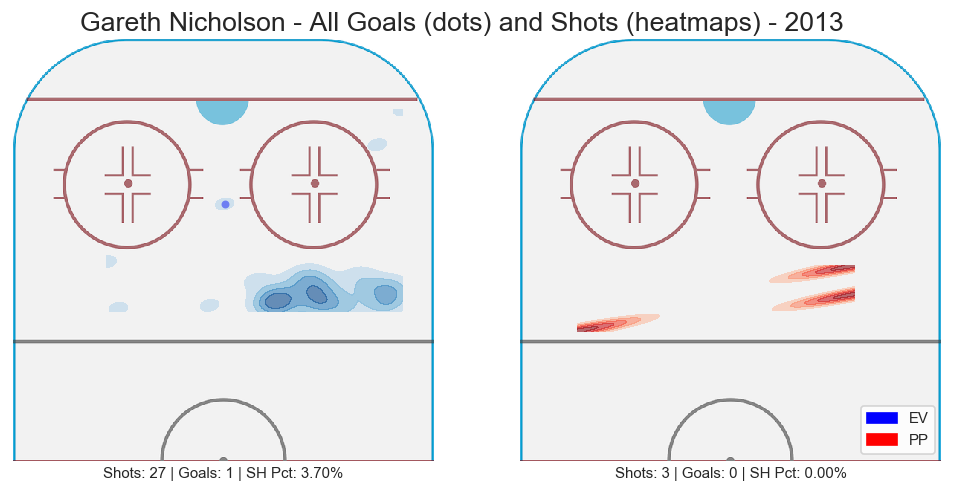 Gareth Nicholson - All Goals (dots) and Shots (heatmaps) - 2013
EV
PP
Shots: 27 | Goals: 1 | SH Pct: 3.70%
Shots: 3 | Goals: 0 | SH Pct: 0.00%